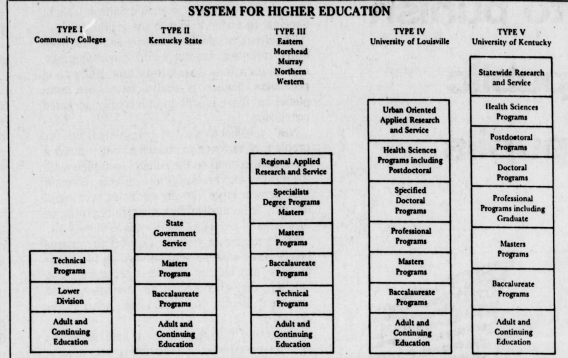 SYSTEM FOR HIGHER EDUCATION
TYPE I
Community Colleges
Technical
Programs
Lower
Division
Adult and
Continuing
Education
TYPE II
Kentucky State
State
Government
Service
Masters
Programs
Baccalaureate
Programs
Adult and
Continuing
Education
TYPE III
Eastern
Morehead
Murray
Northern
Western
Regional Applied
Research and Service
Specialists
Degree Programs
Masters
Masters
Programs
Baccalaureate
Programs
Technical
Programs
Adult and
Continuing
Education
TYPE IV
University of Louisville
Urban Oriented
Applied Research
and Service
Health Sciences
Programs including
Postdoctoral
Specified
Doctoral
Programs
Professional
Programs
Masters
Programs
Baccalaureate
Programs
Adult and
Continuing
Education
TYPE V
University of Kentucky
Statewide Research
and Service
Health Sciences
Programs
Postdoctoral
Programs
Doctoral
Programs
Professional
Programs including
Graduate
Masters
Programs
Baccalureate
Programs
Adult and
Continuing
Education